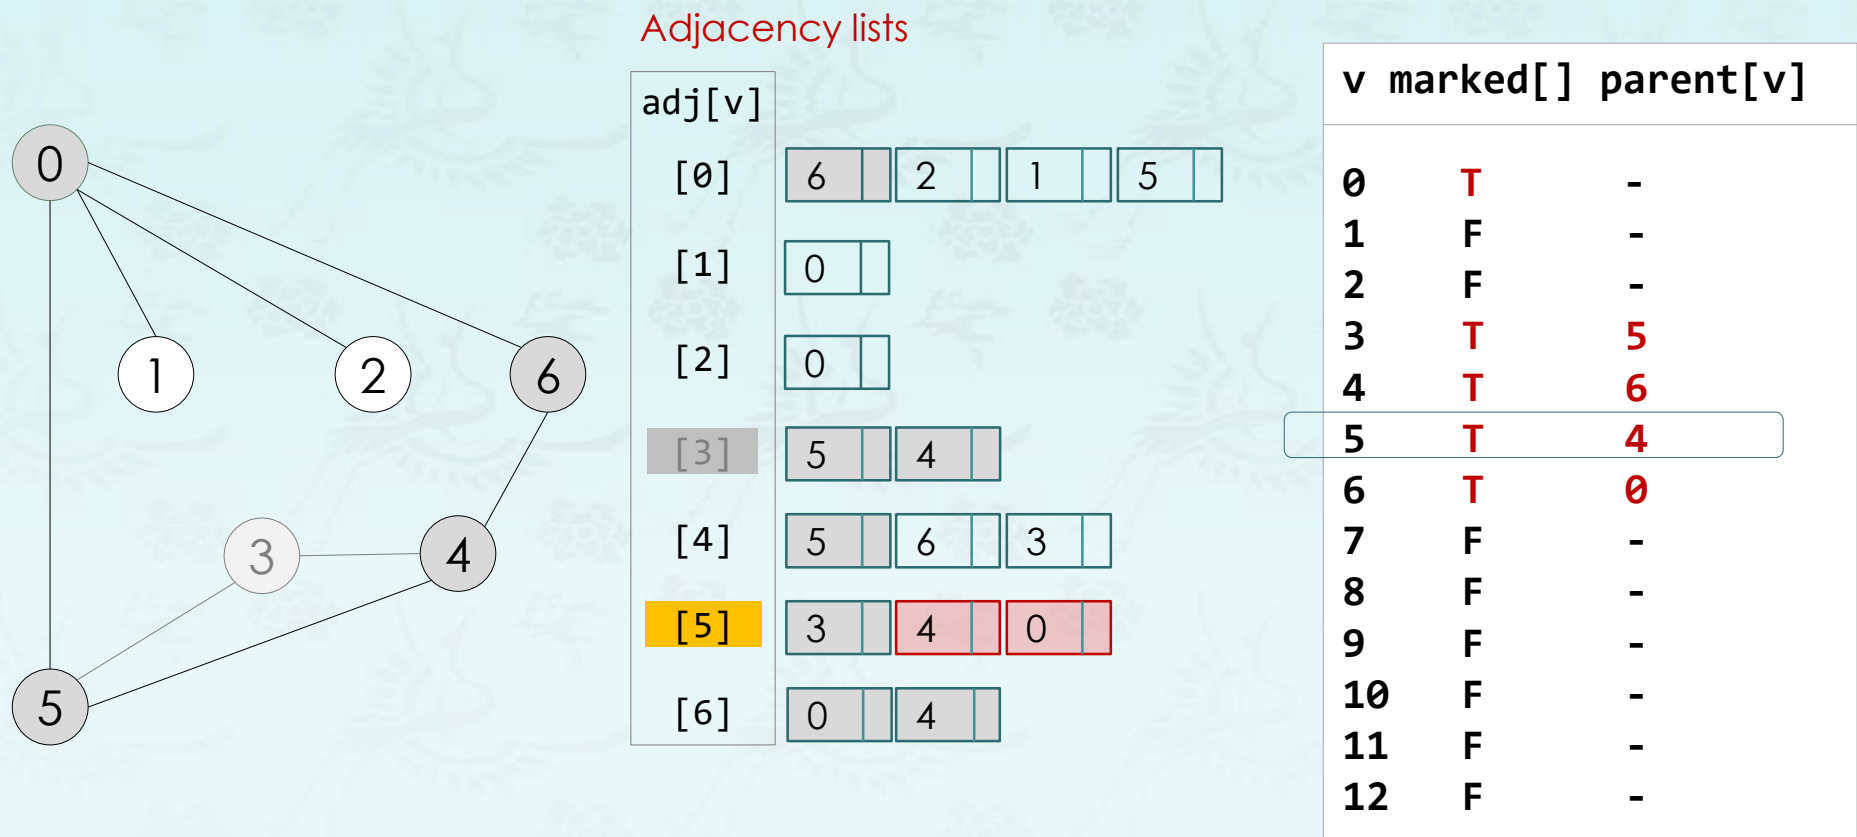 Adjacency lists
adj[v]
[0] 6 2 1 5
[1] 0
[2] 0
[3] 5 4
[4] 5 6 3
[5] 3 4 0
[6] 0 4
0
1
2
6
3
4
5
v marked[] parent[v]
0 T -
1 F -
2 F -
3 T 5
4 T 6
5 T 4
6 T 0
7 F -
8 F -
9 F -
10 F -
11 F -
12 F -